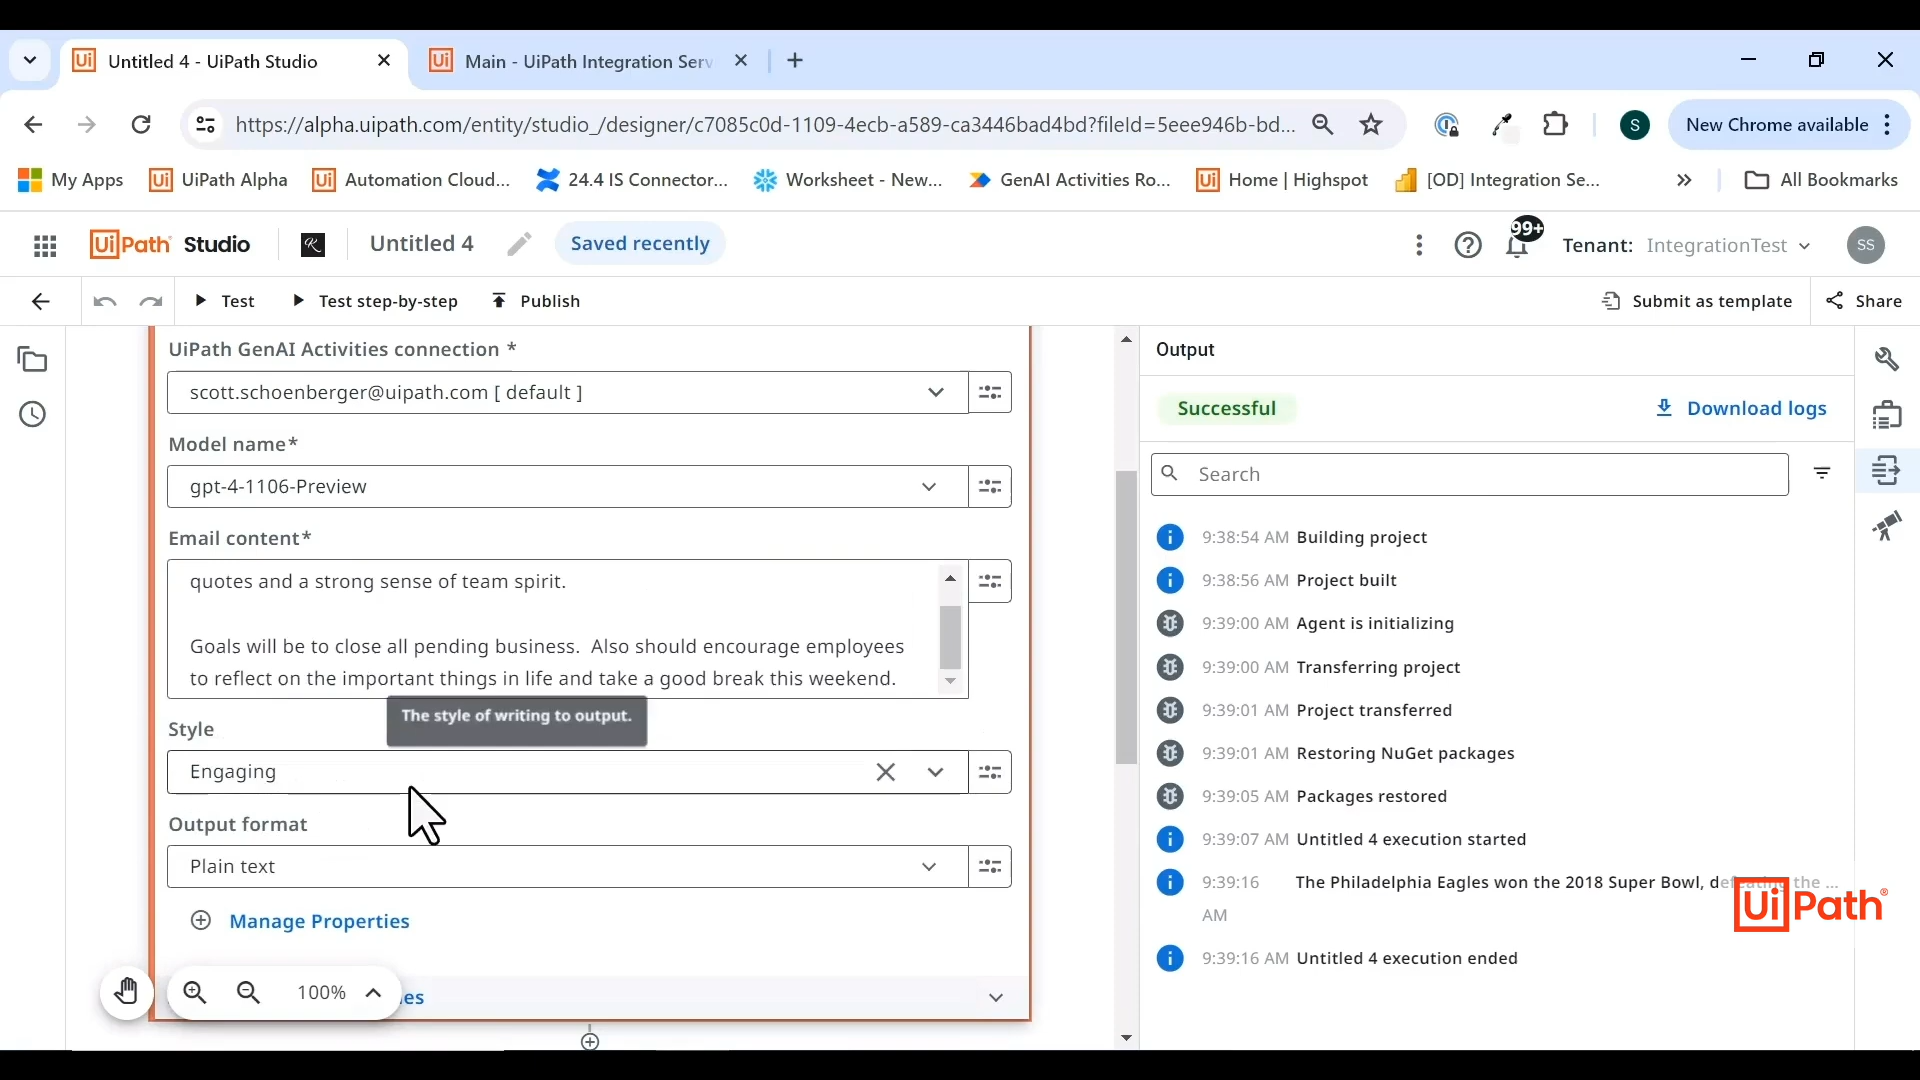 Untitled 4 - UiPath Studio
Main - UiPath Integration Serv
https://alpha.uipath.com/entity/studio_/designer/c7085c0d-1109-4ecb-a589-ca3446bad4bd?fileId=5eee946b-bd...
S
New Chrome available
My Apps
UiPath Alpha
Automation Cloud...
24.4 IS Connector...
Worksheet - New...
GenAI Activities Ro...
Home | Highspot
[OD] Integration Se...
All Bookmarks
UiPath Studio
Untitled 4
Saved recently
99+
Tenant: IntegrationTest
SS
Test
Test step-by-step
Publish
Submit as template
Share
UiPath GenAI Activities connection *
scott.schoenberger@uipath.com [ default ]
Model name*
gpt-4-1106-Preview
Email content*
quotes and a strong sense of team spirit.
Goals will be to close all pending business. Also should encourage employees
to reflect on the important things in life and take a good break this weekend.
The style of writing to output.
Style
Engaging
Output format
Plain text
Manage Properties
100%
ies
Output
Successful
Download logs
Search
9:38:54 AM Building project
9:38:56 AM Project built
9:39:00 AM Agent is initializing
9:39:00 AM Transferring project
9:39:01 AM Project transferred
9:39:01 AM Restoring NuGet packages
9:39:05 AM Packages restored
9:39:07 AM Untitled 4 execution started
9:39:16 AM The Philadelphia Eagles won the 2018 Super Bowl, defeating the ...
9:39:16 AM Untitled 4 execution ended
UiPath®